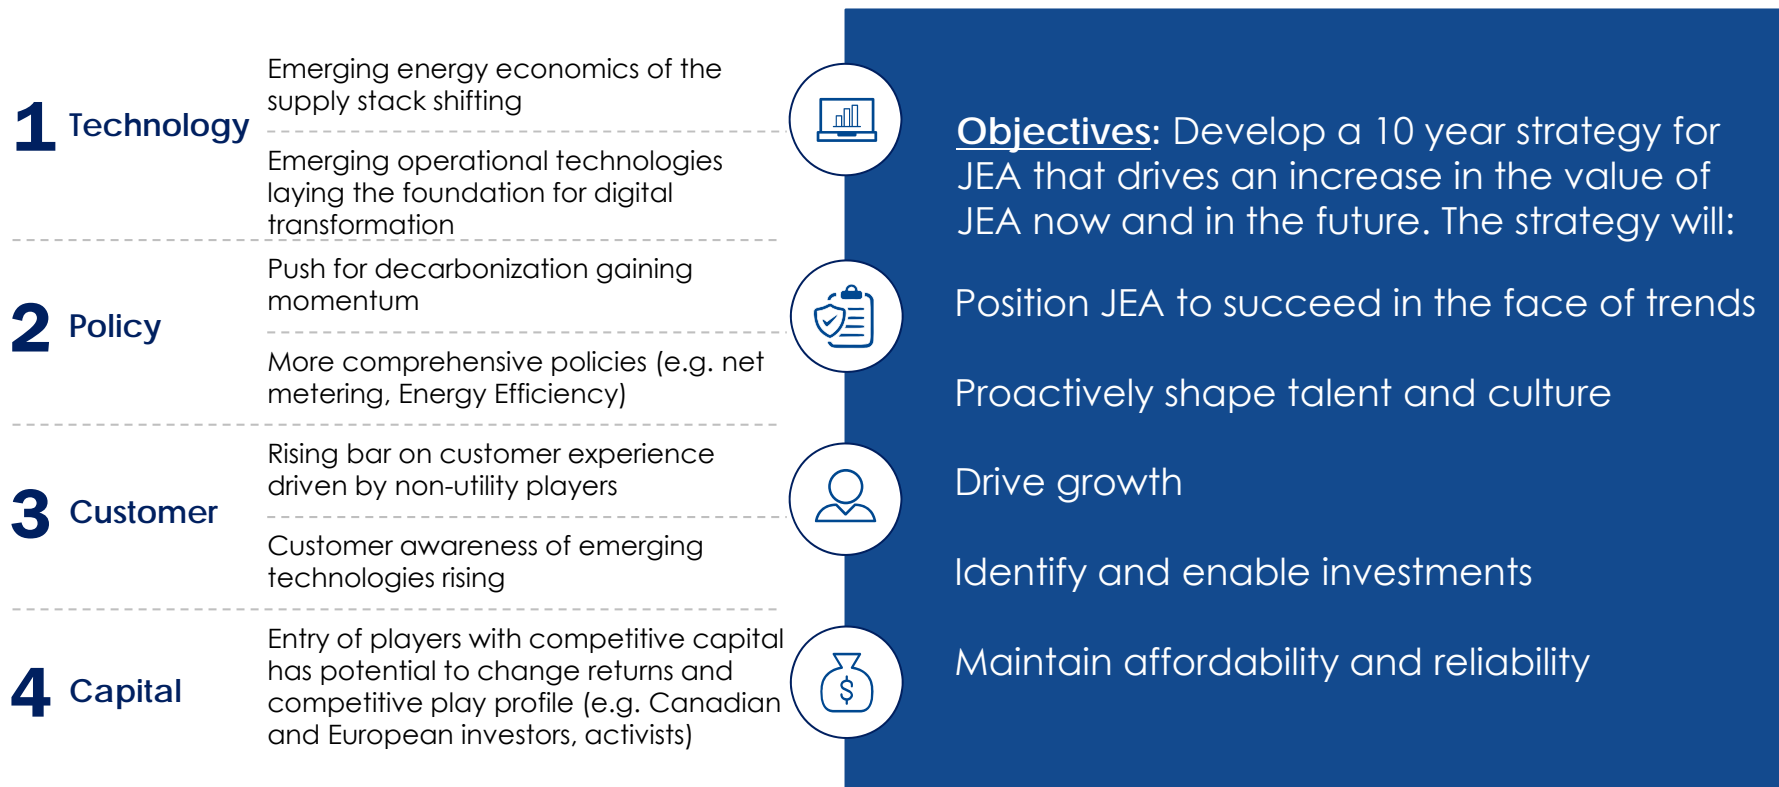 1 Technology
Emerging energy economics of the
supply stack shifting
Emerging operational technologies
laying the foundation for digital
transformation
2 Policy
Push for decarbonization gaining
momentum
More comprehensive policies (e.g. net
metering, Energy Efficiency)
3 Customer
Rising bar on customer experience
driven by non-utility players
Customer awareness of emerging
technologies rising
4 Capital
Entry of players with competitive capital
has potential to change returns and
competitive play profile (e.g. Canadian
and European investors, activists)
$
Objectives: Develop a 10 year strategy for
JEA that drives an increase in the value of
JEA now and in the future. The strategy will:
Position JEA to succeed in the face of trends
Proactively shape talent and culture
Drive growth
Identify and enable investments
Maintain affordability and reliability